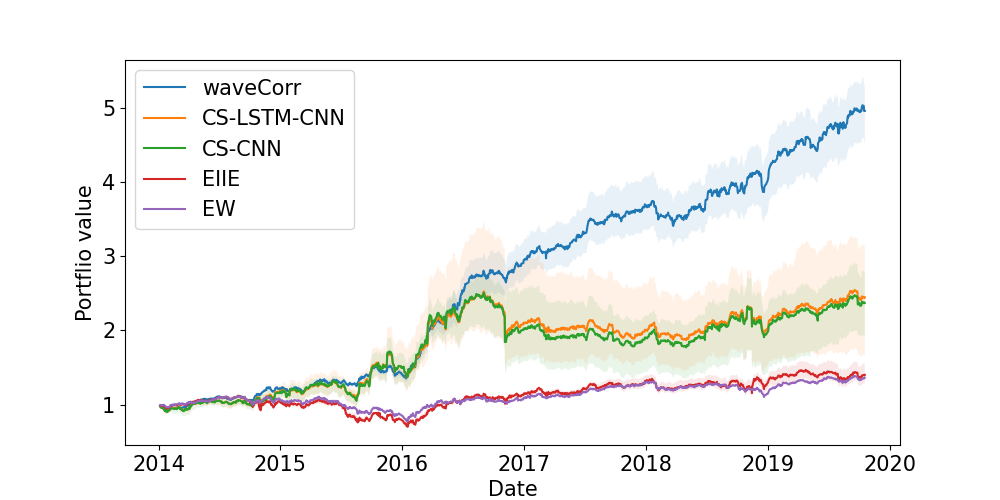 waveCorr
CS-LSTM-CNN
CS-CNN
EIIE
EW
Portflio value
5
4
3
2
1
2014 2015 2016 2017 2018 2019 2020
Date